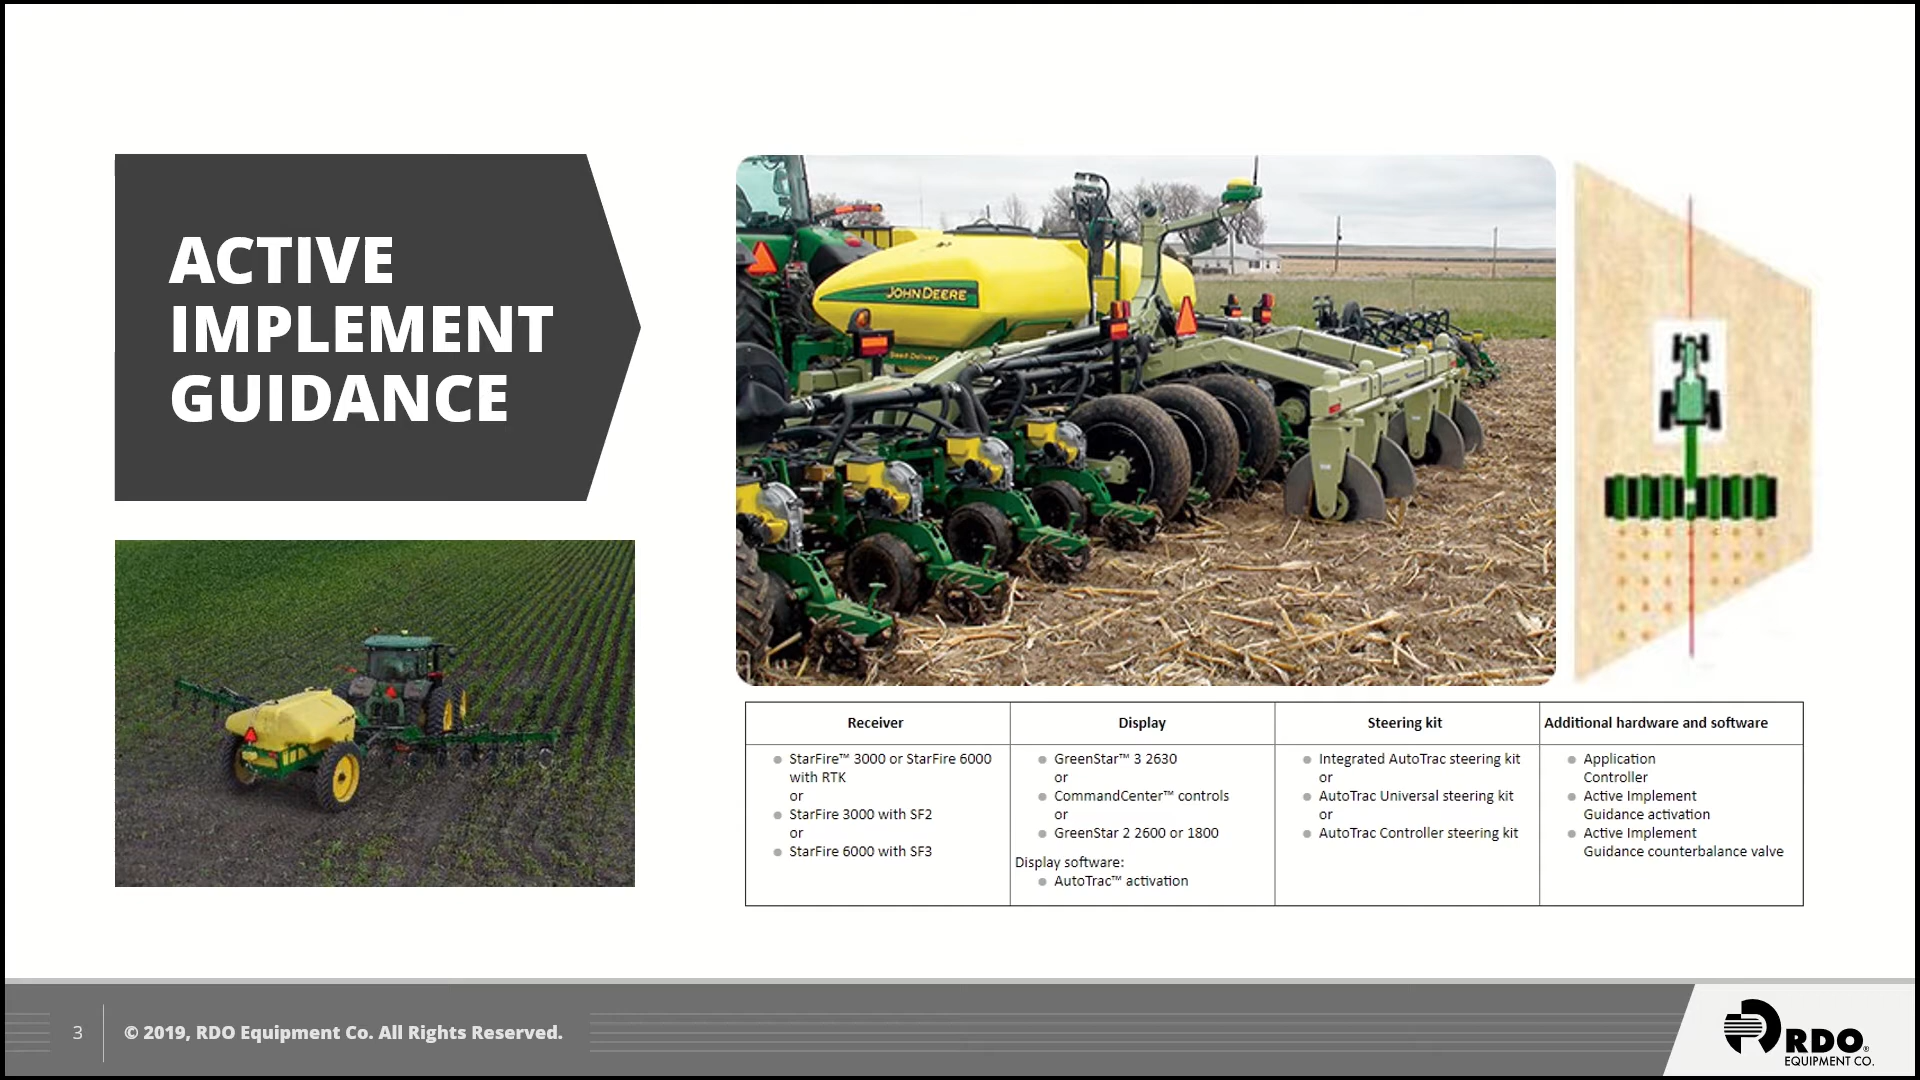 ACTIVE
IMPLEMENT
GUIDANCE
JOHN DEERE
Seed Delivery
Receiver
StarFire™ 3000 or StarFire 6000
with RTK
or
StarFire 3000 with SF2
or
StarFire 6000 with SF3
Display
GreenStar™ 3 2630
or
CommandCenter™ controls
or
GreenStar 2 2600 or 1800
Display software:
AutoTrac™ activation
Steering kit
Integrated AutoTrac steering kit
or
AutoTrac Universal steering kit
or
AutoTrac Controller steering kit
Additional hardware and software
Application
Controller
Active Implement
Guidance activation
Active Implement
Guidance counterbalance valve
3
© 2019, RDO Equipment Co. All Rights Reserved.
RDO®
EQUIPMENT CO.